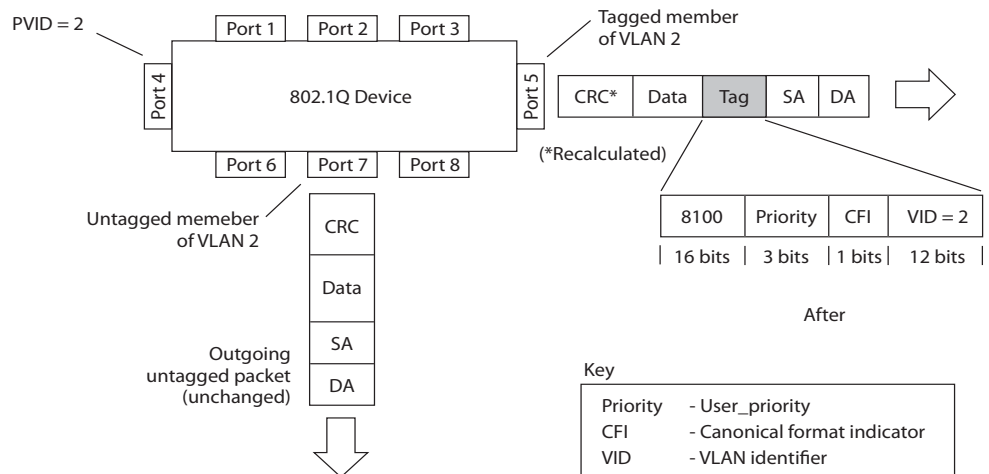 PVID = 2
Port 1
Port 2
Port 3
Tagged member
of VLAN 2
Port 4
802.1Q Device
Port 5
CRC*
Data
Tag
SA
DA
(*Recalculated)
Port 6
Port 7
Port 8
Untagged memeber
of VLAN 2
CRC
Data
SA
DA
8100
Priority
CFI
VID = 2
16 bits
3 bits
1 bits
12 bits
After
Outgoing
untagged packet
(unchanged)
Key
Priority - User_priority
CFI - Canonical format indicator
VID - VLAN identifier